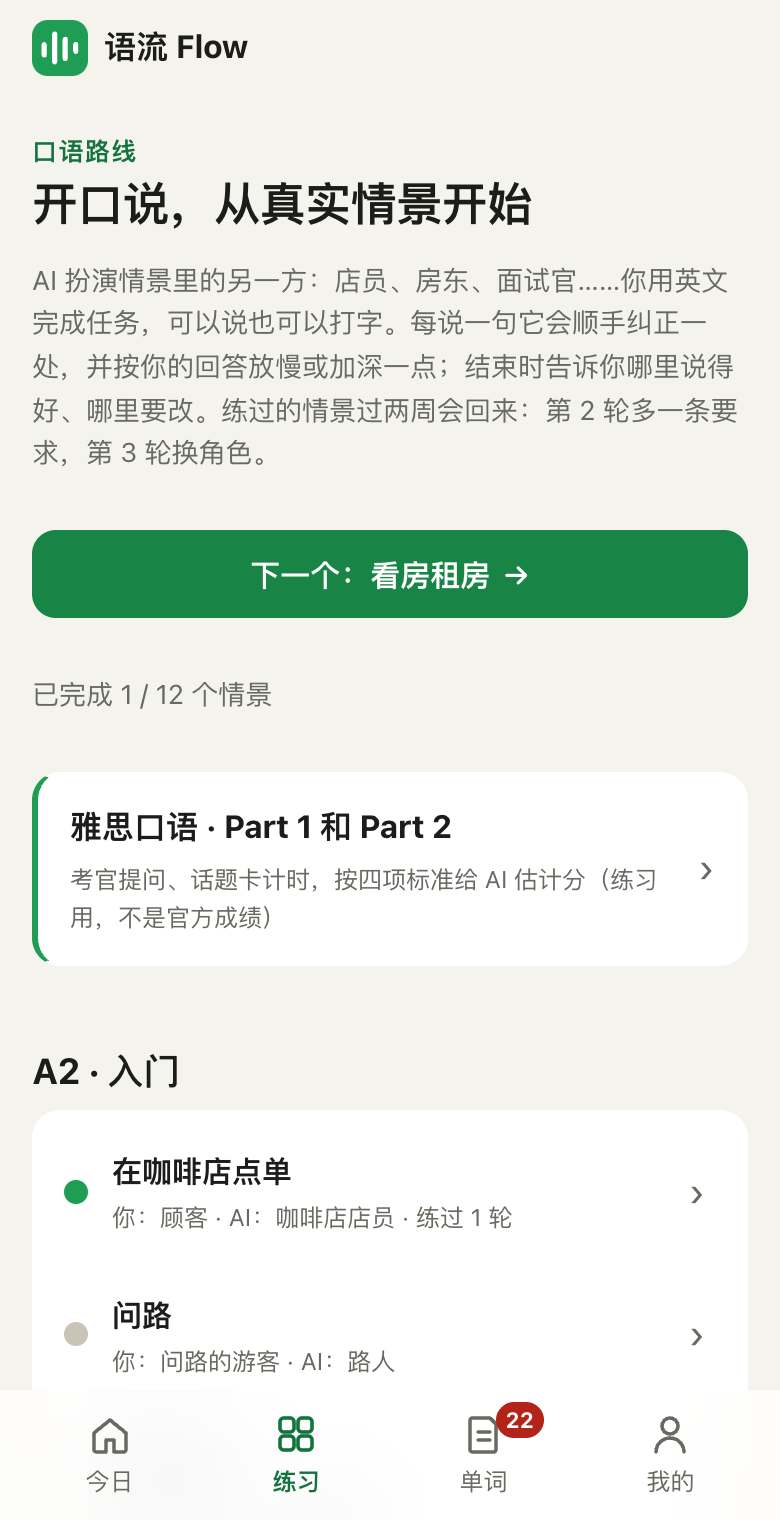 语流 Flow
口语路线
开口说，从真实情景开始
AI 扮演情景里的另一方：店员、房东、面试官……你用英文
完成任务，可以说也可以打字。每说一句它会顺手纠正一
处，并按你的回答放慢或加深一点；结束时告诉你哪里说得
好、哪里要改。练过的情景过两周会回来：第 2 轮多一条要
求，第 3 轮换角色。
下一个：看房租房 →
已完成 1 / 12 个情景
雅思口语 · Part 1 和 Part 2
考官提问、话题卡计时，按四项标准给 AI 估计分（练习
用，不是官方成绩）
A2 · 入门
在咖啡店点单
你：顾客 · AI：咖啡店店员 · 练过 1 轮
问路
你：问路的游客 · AI：路人
22
今日
练习
单词
我的